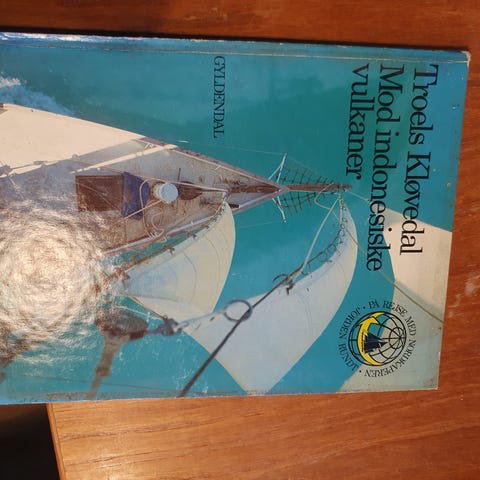 Troels Kløvedal
Mod indonesiske
vulkaner
GYLDENDAL
· PÅ REJSE MED NORDKAPEREN · JORDEN RUNDT